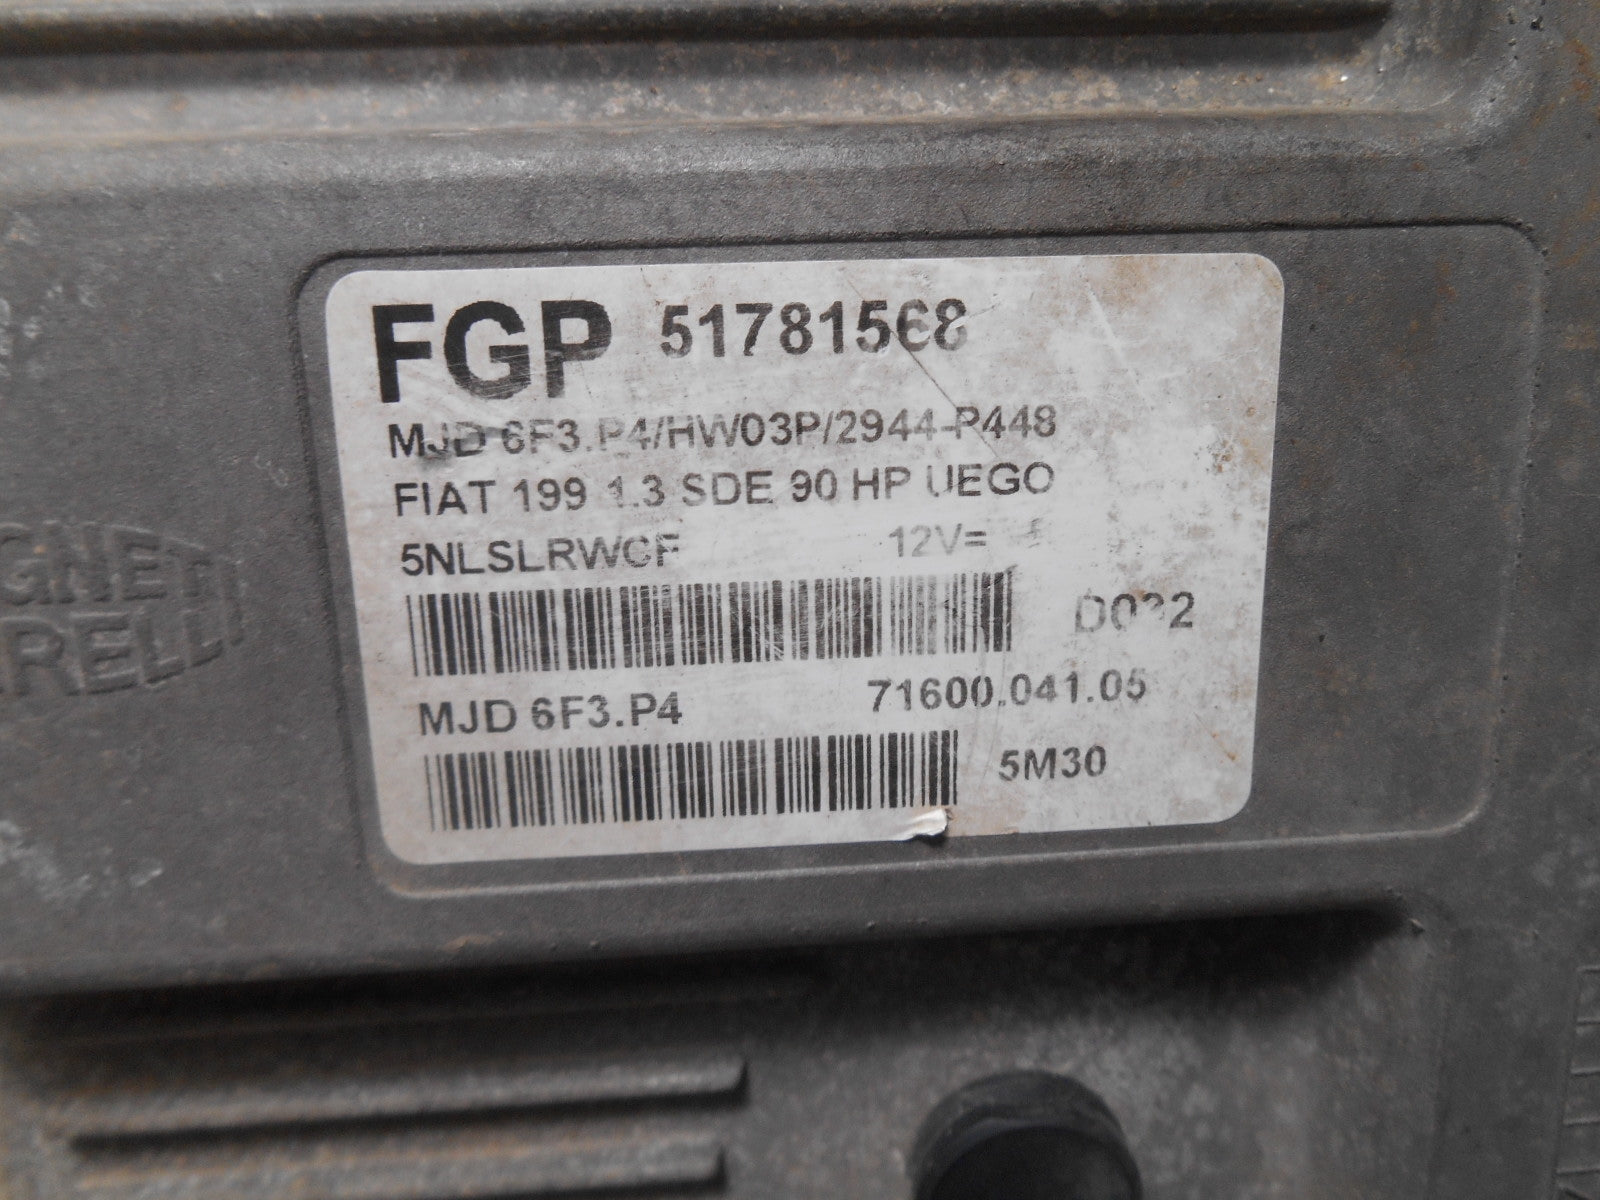 FGP 51781568
MJD 6F3.P4/HW03P/2944-P448
FIAT 199 1.3 SDE 90 HP UEGO
5NLSLRWCF 12V=
MJD 6F3.P4 71600.041.05
5M30